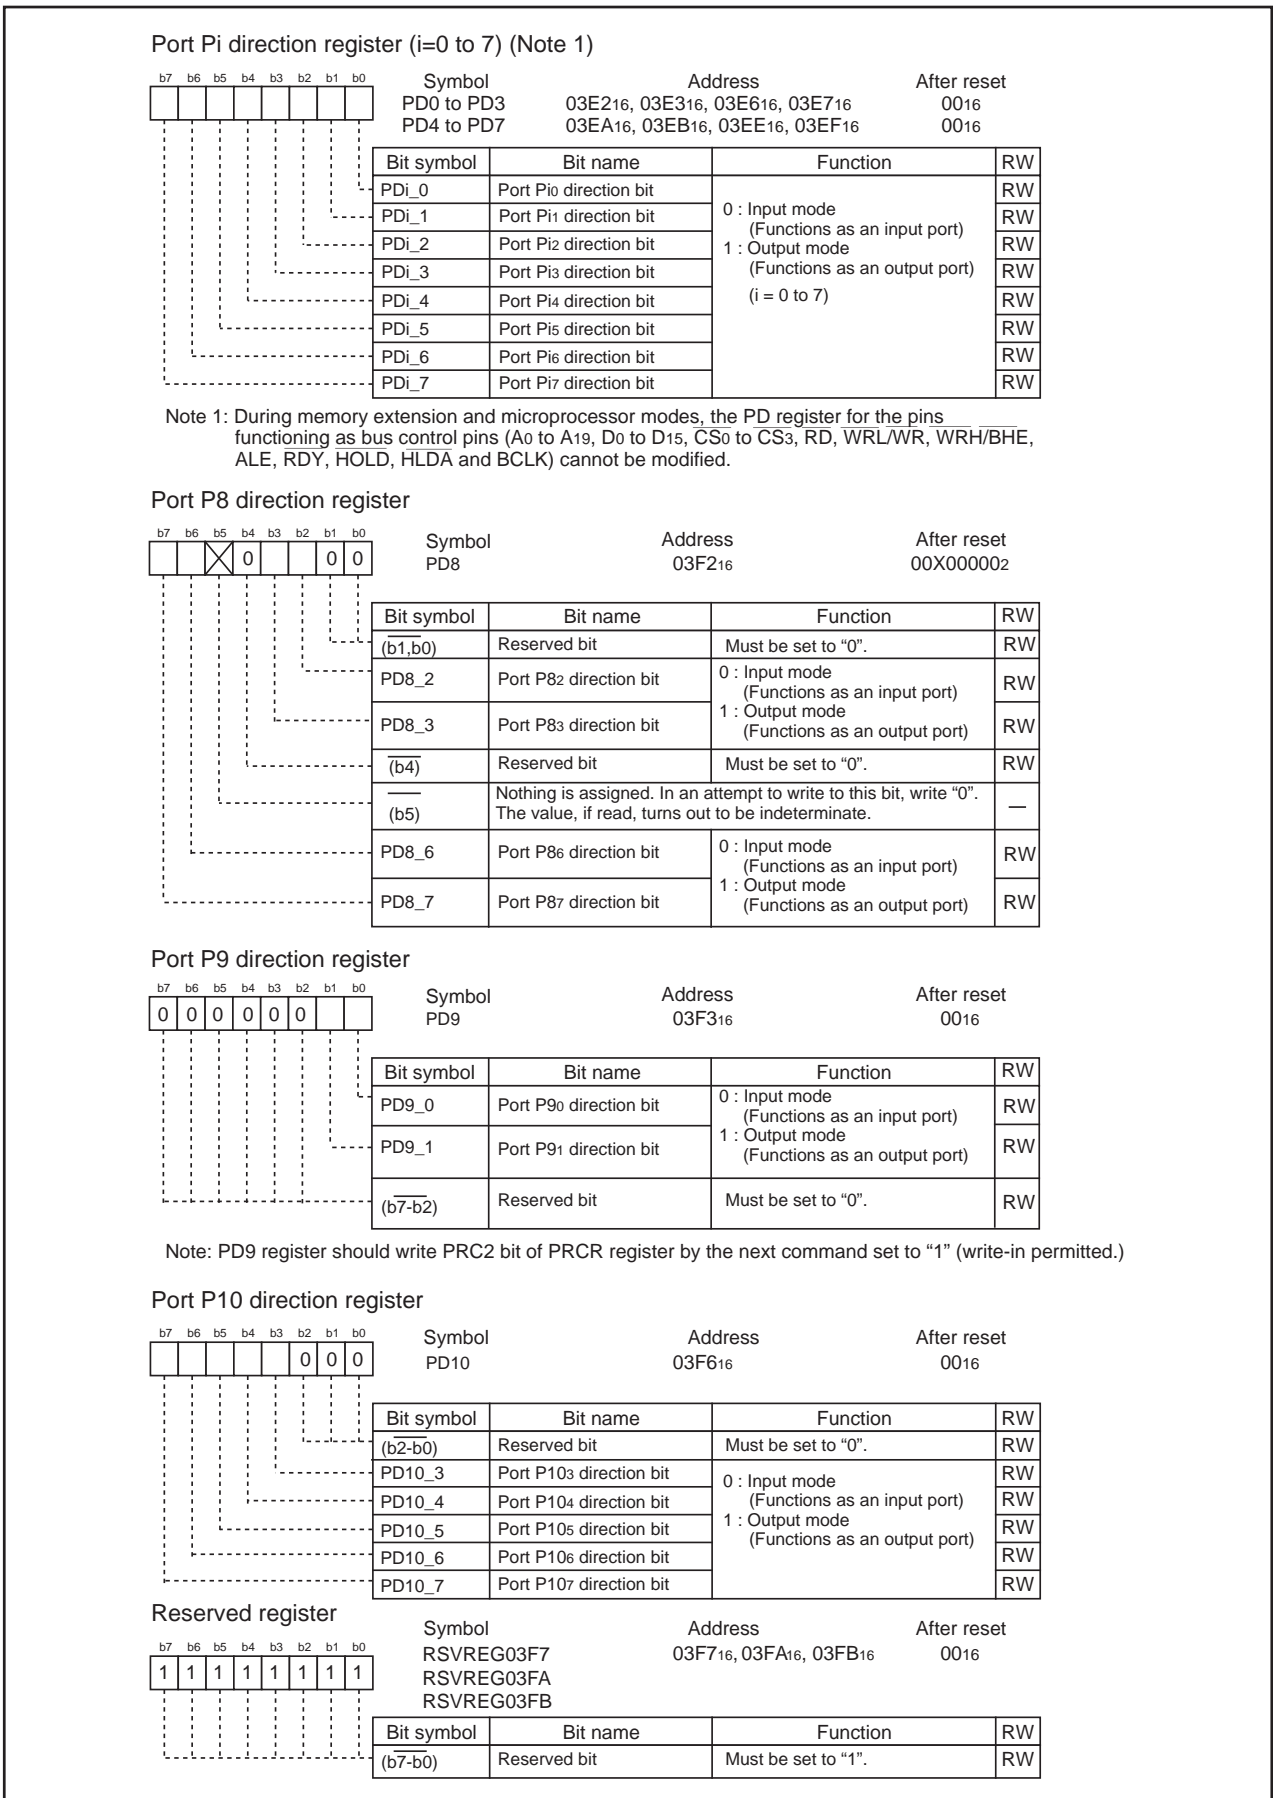 Port Pi direction register (i=0 to 7) (Note 1)
b7 b6 b5 b4 b3 b2 b1 b0
Symbol Address After reset
PD0 to PD3 03E216, 03E316, 03E616, 03E716 0016
PD4 to PD7 03EA16, 03EB16, 03EE16, 03EF16 0016
Bit symbol Bit name Function RW
PDi_0 Port Pi0 direction bit RW
0 : Input mode
(Functions as an input port)
1 : Output mode
(Functions as an output port)
(i = 0 to 7)
PDi_1 Port Pi1 direction bit RW
PDi_2 Port Pi2 direction bit RW
PDi_3 Port Pi3 direction bit RW
PDi_4 Port Pi4 direction bit RW
PDi_5 Port Pi5 direction bit RW
PDi_6 Port Pi6 direction bit RW
PDi_7 Port Pi7 direction bit RW
Note 1: During memory extension and microprocessor modes, the PD register for the pins
functioning as bus control pins (A0 to A19, D0 to D15, CS0 to CS3, RD, WRL/WR, WRH/BHE,
ALE, RDY, HOLD, HLDA and BCLK) cannot be modified.
Port P8 direction register
b7 b6 b5 b4 b3 b2 b1 b0
0 0 0
Symbol Address After reset
PD8 03F216 00X000002
Bit symbol Bit name Function RW
(b1,b0) Reserved bit Must be set to “0”. RW
PD8_2 Port P82 direction bit RW
0 : Input mode
(Functions as an input port)
1 : Output mode
(Functions as an output port)
PD8_3 Port P83 direction bit RW
(b4) Reserved bit Must be set to “0”. RW
(b5) Nothing is assigned. In an attempt to write to this bit, write “0”. —
The value, if read, turns out to be indeterminate.
PD8_6 Port P86 direction bit RW
0 : Input mode
(Functions as an input port)
1 : Output mode
(Functions as an output port)
PD8_7 Port P87 direction bit RW
Port P9 direction register
b7 b6 b5 b4 b3 b2 b1 b0
0 0 0 0 0 0
Symbol Address After reset
PD9 03F316 0016
Bit symbol Bit name Function RW
PD9_0 Port P90 direction bit RW
0 : Input mode
(Functions as an input port)
1 : Output mode
(Functions as an output port)
PD9_1 Port P91 direction bit RW
(b7-b2) Reserved bit Must be set to “0”. RW
Note: PD9 register should write PRC2 bit of PRCR register by the next command set to “1” (write-in permitted.)
Port P10 direction register
b7 b6 b5 b4 b3 b2 b1 b0
0 0 0
Symbol Address After reset
PD10 03F616 0016
Bit symbol Bit name Function RW
(b2-b0) Reserved bit Must be set to “0”. RW
PD10_3 Port P103 direction bit RW
0 : Input mode
(Functions as an input port)
1 : Output mode
(Functions as an output port)
PD10_4 Port P104 direction bit RW
PD10_5 Port P105 direction bit RW
PD10_6 Port P106 direction bit RW
PD10_7 Port P107 direction bit RW
Reserved register
b7 b6 b5 b4 b3 b2 b1 b0
1 1 1 1 1 1 1 1
Symbol Address After reset
RSVREG03F7 03F716, 03FA16, 03FB16 0016
RSVREG03FA
RSVREG03FB
Bit symbol Bit name Function RW
(b7-b0) Reserved bit Must be set to “1”. RW